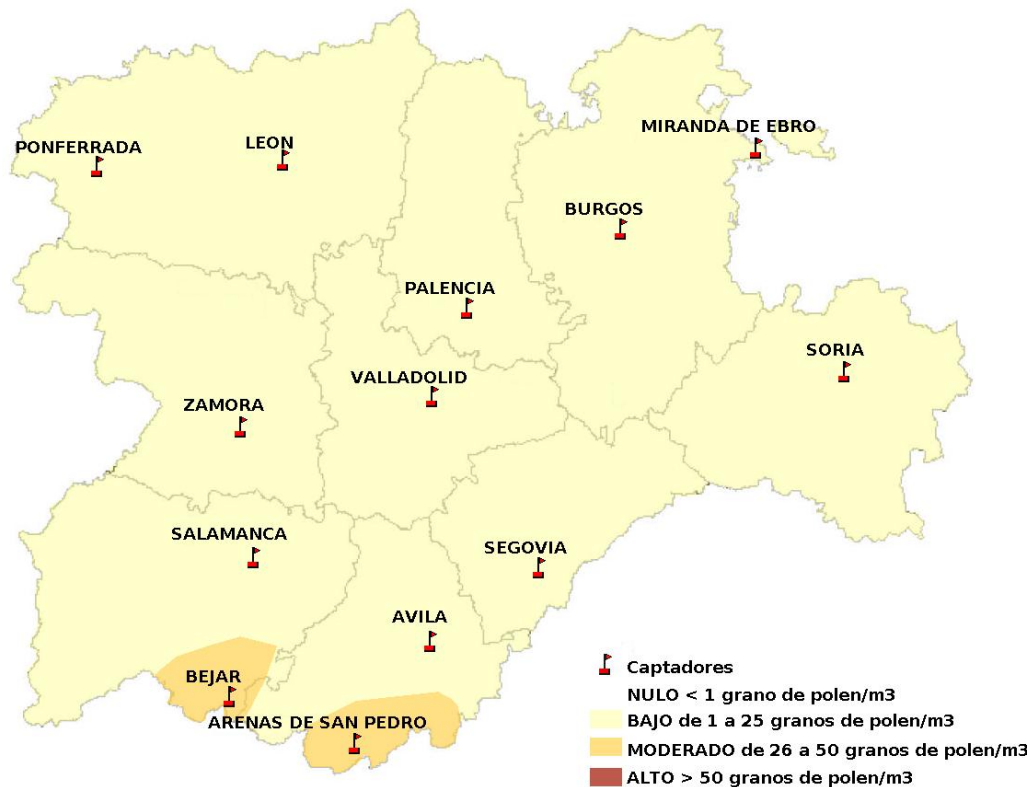 MIRANDA DE EBRO
PONFERRADA
LEON
BURGOS
PALENCIA
SORIA
VALLADOLID
ZAMORA
SALAMANCA
SEGOVIA
AVILA
BEJAR
ARENAS DE SAN PEDRO
Captadores
NULO < 1 grano de polen/m3
BAJO de 1 a 25 granos de polen/m3
MODERADO de 26 a 50 granos de polen/m3
ALTO > 50 granos de polen/m3